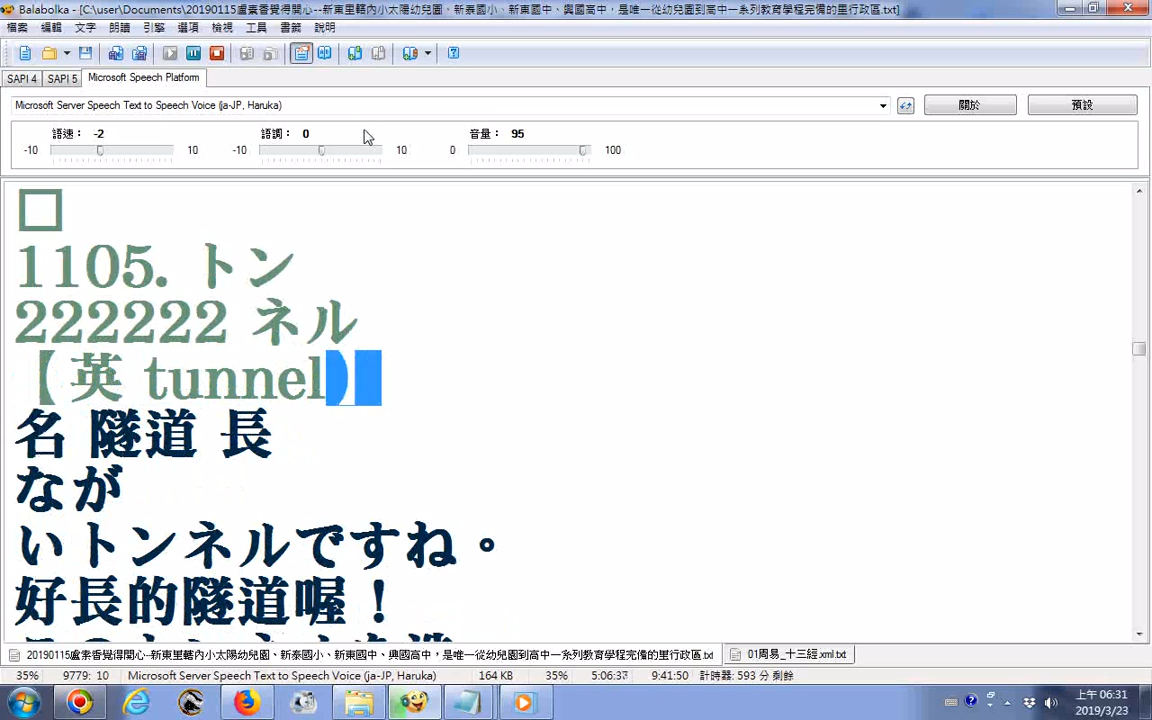 Balabolka - [C:\user\Documents\20190115盧素香覺得開心--新東里轄內小太陽幼兒園、新泰國小、新東國中、興國高中，是唯一從幼兒園到高中一系列教育學程完備的里行政區.txt]
檔案 編輯 文字 朗讀 引擎 選項 檢視 工具 書籤 說明
SAPI 4 SAPI 5 Microsoft Speech Platform
Microsoft Server Speech Text to Speech Voice (ja-JP, Haruka) 關於 預設
語速： -2 語調： 0 音量： 95
-10 10 -10 10 0 100
□
1105. トン
222222 ネル
【英 tunnel)】
名 隧道 長
なが
いトンネルですね。
好長的隧道喔！
20190115盧素香覺得開心--新東里轄內小太陽幼兒園、新泰國小、新東國中、興國高中，是唯一從幼兒園到高中一系列教育學程完備的里行政區.txt 01周易_十三經.xml.txt
35% 9779: 10 Microsoft Server Speech Text to Speech Voice (ja-JP, Haruka) 164 KB 35% 5:06:37 9:41:50 計時器: 593 分 剩餘
上午 06:31
2019/3/23